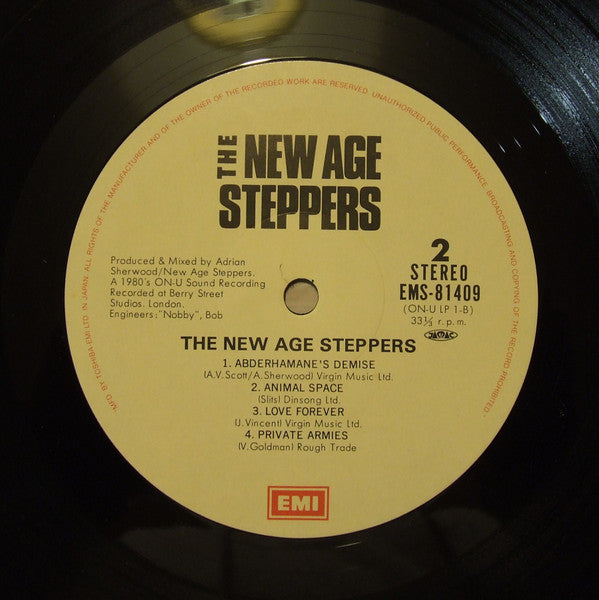 THE NEW AGE
STEPPERS
Produced & Mixed by Adrian
Sherwood/New Age Steppers.
A 1980's ON-U Sound Recording
Recorded at Berry Street
Studios. London.
Engineers:"Nobby", Bob
2
STEREO
EMS-81409
(ON-U LP 1-B)
33⅓ r.p.m.
JASRAC
THE NEW AGE STEPPERS
1. ABDERHAMANE'S DEMISE
(A.V.Scott/A.Sherwood) Virgin Music Ltd.
2. ANIMAL SPACE
(Slits) Dinsong Ltd.
3. LOVE FOREVER
(J.Vincent) Virgin Music Ltd.
4. PRIVATE ARMIES
(V.Goldman) Rough Trade
EMI
MFD BY TOSHIBA-EMI LTD. IN JAPAN. ALL RIGHTS OF THE MANUFACTURER AND OF THE OWNER OF THE RECORDED WORK ARE RESERVED. UNAUTHORIZED PUBLIC PERFORMANCE, BROADCASTING AND COPYING OF THE RECORD PROHIBITED.